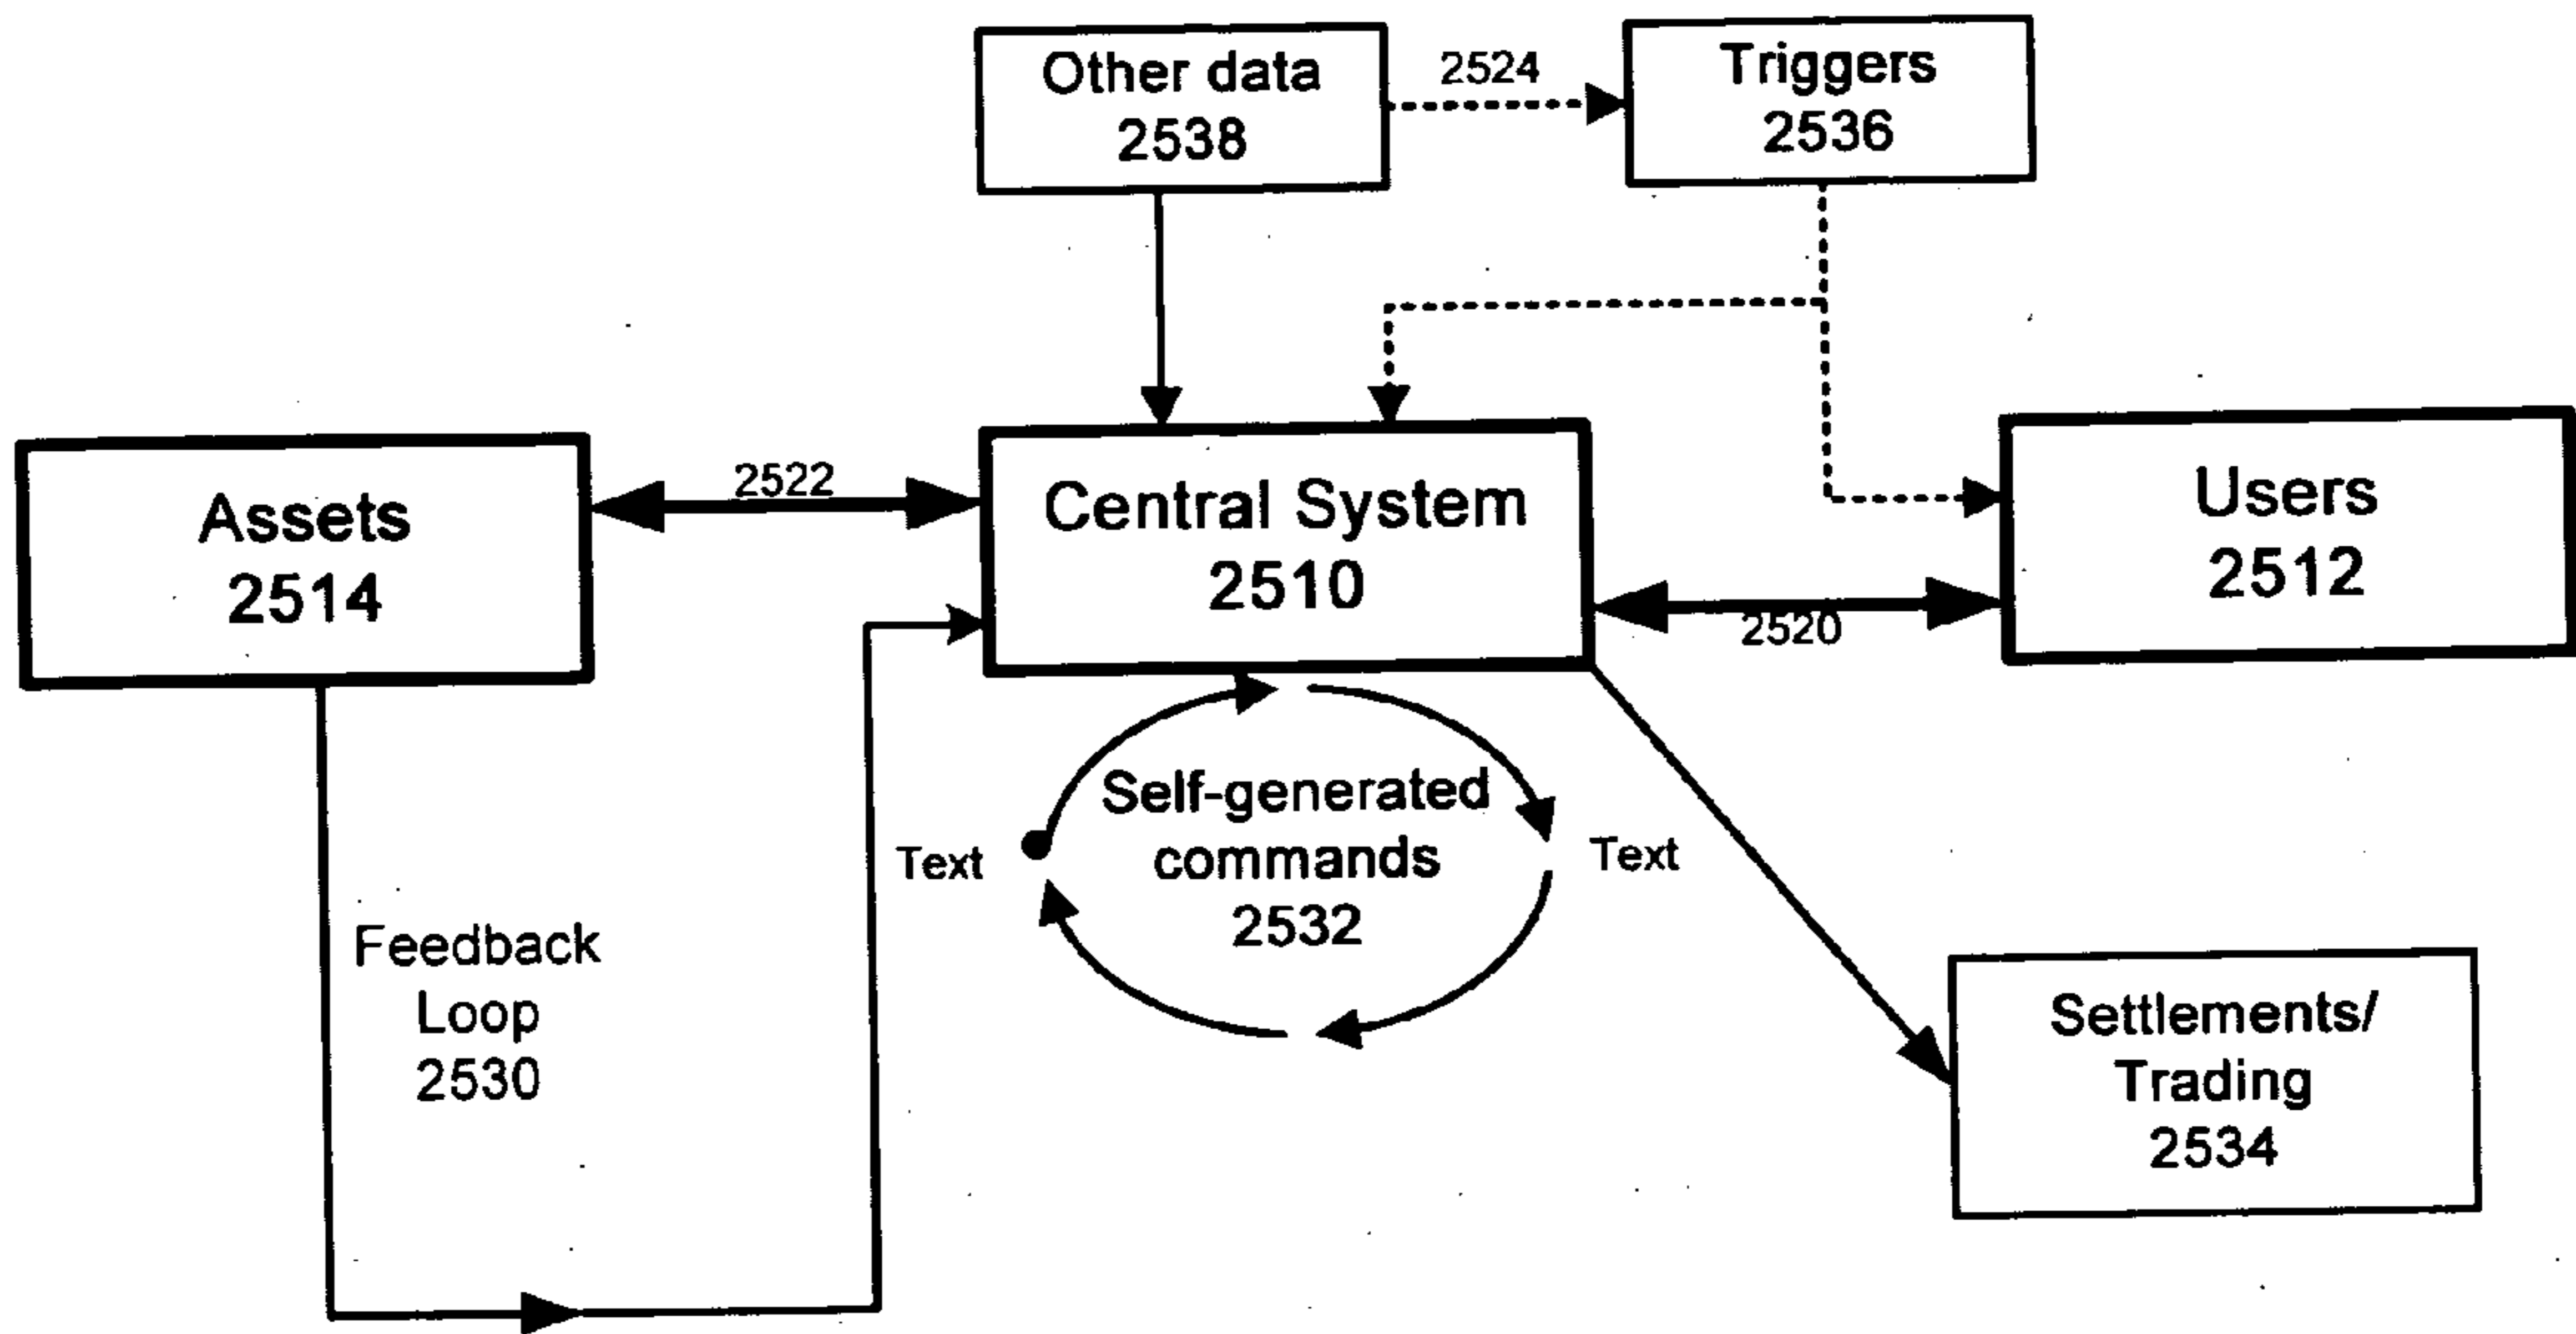 Other data
2538
2524
Triggers
2536
Assets
2514
2522
Central System
2510
Users
2512
2520
Self-generated
commands
2532
Text
Text
Feedback
Loop
2530
Settlements/
Trading
2534